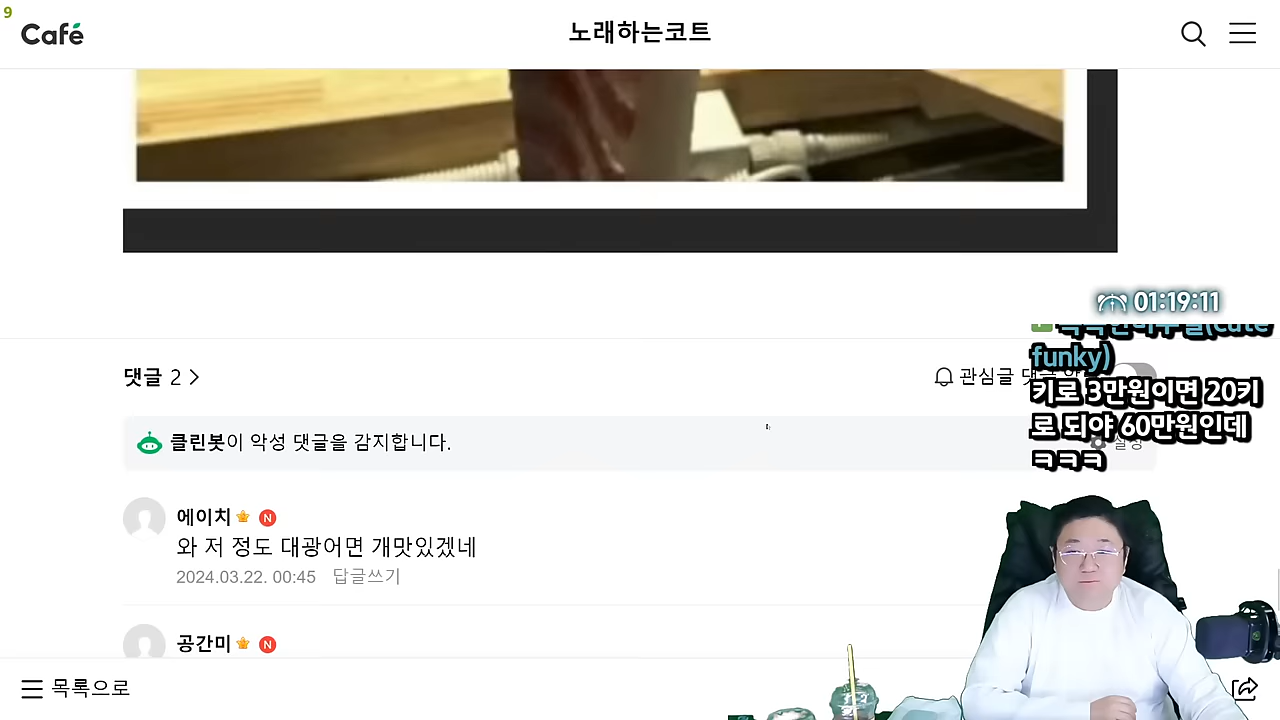 9
Café
노래하는코트
01:19:11
funky)
키로 3만원이면 20키
로 되야 60만원인데
ㅋㅋㅋ
댓글 2
관심글
클린봇이 악성 댓글을 감지합니다.
설정
에이치 N
와 저 정도 대광어면 개맛있겠네
2024.03.22. 00:45 답글쓰기
공간미 N
목록으로